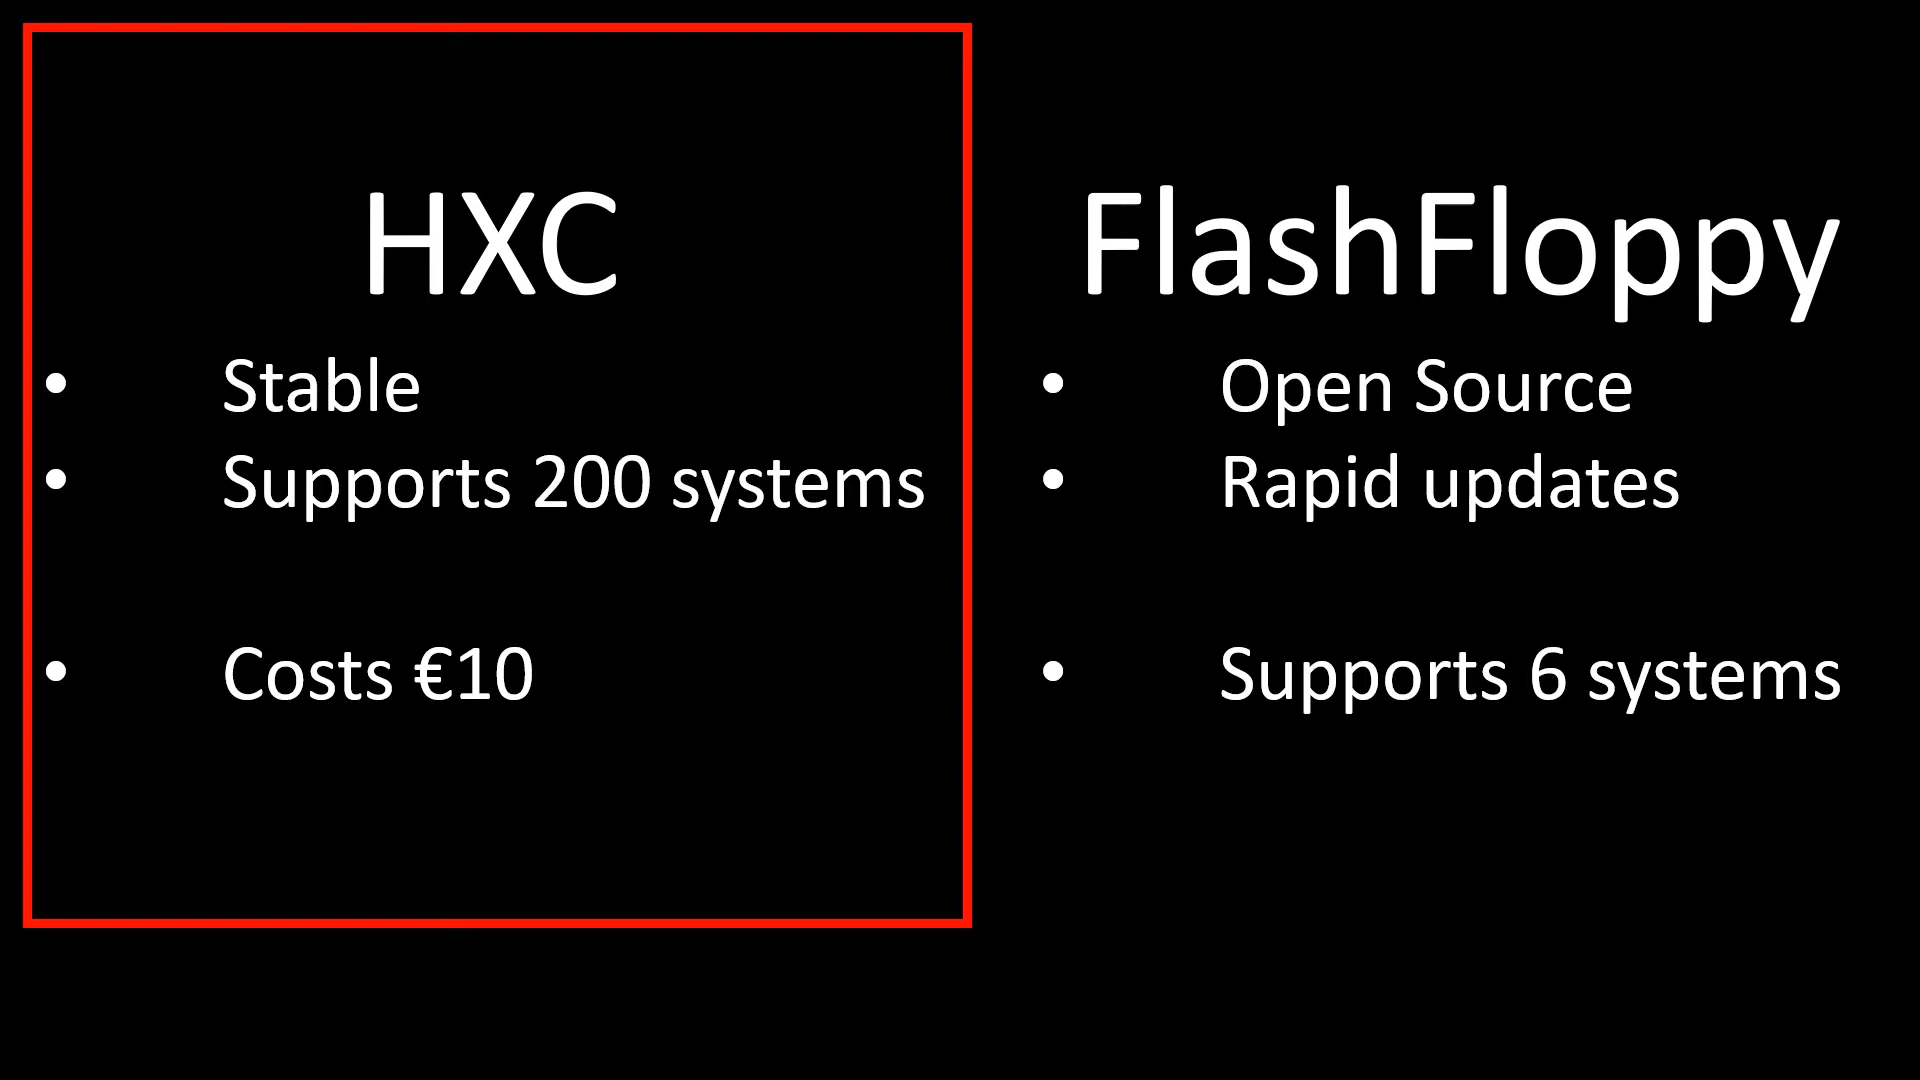 HXC
• Stable
• Supports 200 systems
• Costs €10
FlashFloppy
• Open Source
• Rapid updates
• Supports 6 systems